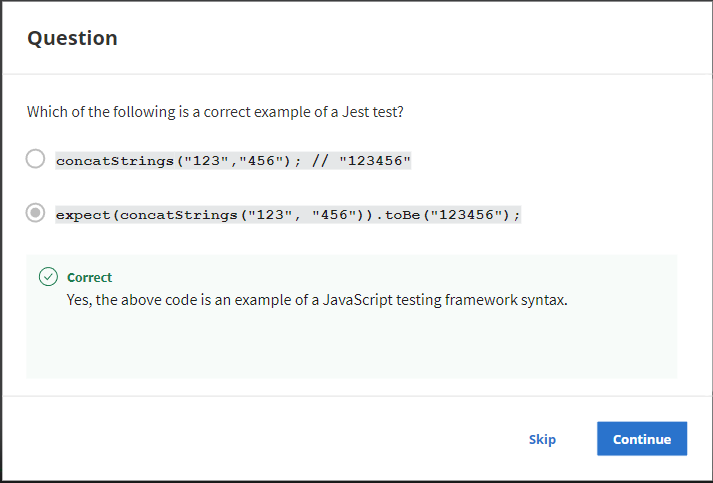 Question
Which of the following is a correct example of a Jest test?
concatStrings("123","456"); // "123456"
expect(concatStrings("123", "456")).toBe("123456");
Correct
Yes, the above code is an example of a JavaScript testing framework syntax.
Skip
Continue